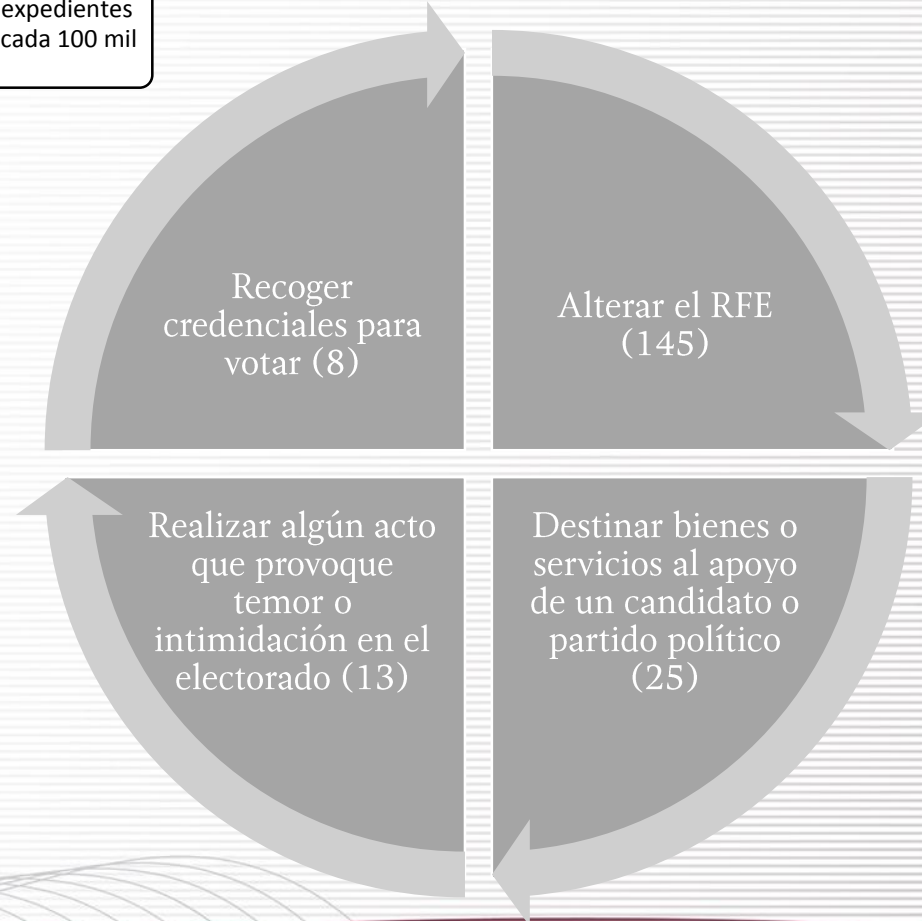 expedientes
cada 100 mil
Recoger
credenciales para
votar (8)
Alterar el RFE
(145)
Realizar algún acto
que provoque
temor o
intimidación en el
electorado (13)
Destinar bienes o
servicios al apoyo
de un candidato o
partido político
(25)